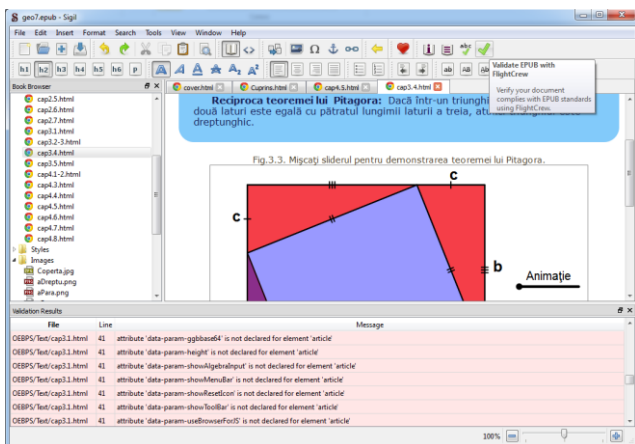 geo7.epub - Sigil
File Edit Insert Format Search Tools View Window Help
h1 h2 h3 h4 h5 h6 P A A A A₂ A² ab AB
Validate EPUB with
FlightCrew
Verify your document
complies with EPUB standards
using FlightCrew.
Book Browser
cover.html Cuprins.html cap4.5.html cap3.4.html
cap2.5.html
cap2.6.html
cap2.7.html
cap3.1.html
cap3.2-3.html
cap3.4.html
cap3.5.html
cap4.1-2.html
cap4.3.html
cap4.4.html
cap4.5.html
cap4.6.html
cap4.7.html
cap4.8.html
Styles
Images
Coperta.jpg
aDreptu.png
aPara.png
Reciproca teoremei lui Pitagora: Dacă într-un triunghi
două laturi este egală cu pătratul lungimii laturii a treia,
dreptunghic.
Fig.3.3. Mişcaţi sliderul pentru demonstrarea teoremei lui Pitagora.
c
c
b
Animaţie
Validation Results
File Line Message
OEBPS/Text/cap3.1.html 41 attribute 'data-param-ggbbase64' is not declared for element 'article'
OEBPS/Text/cap3.1.html 41 attribute 'data-param-height' is not declared for element 'article'
OEBPS/Text/cap3.1.html 41 attribute 'data-param-showAlgebraInput' is not declared for element 'article'
OEBPS/Text/cap3.1.html 41 attribute 'data-param-showMenuBar' is not declared for element 'article'
OEBPS/Text/cap3.1.html 41 attribute 'data-param-showResetIcon' is not declared for element 'article'
OEBPS/Text/cap3.1.html 41 attribute 'data-param-showToolBar' is not declared for element 'article'
OEBPS/Text/cap3.1.html 41 attribute 'data-param-useBrowserForJS' is not declared for element 'article'
100%